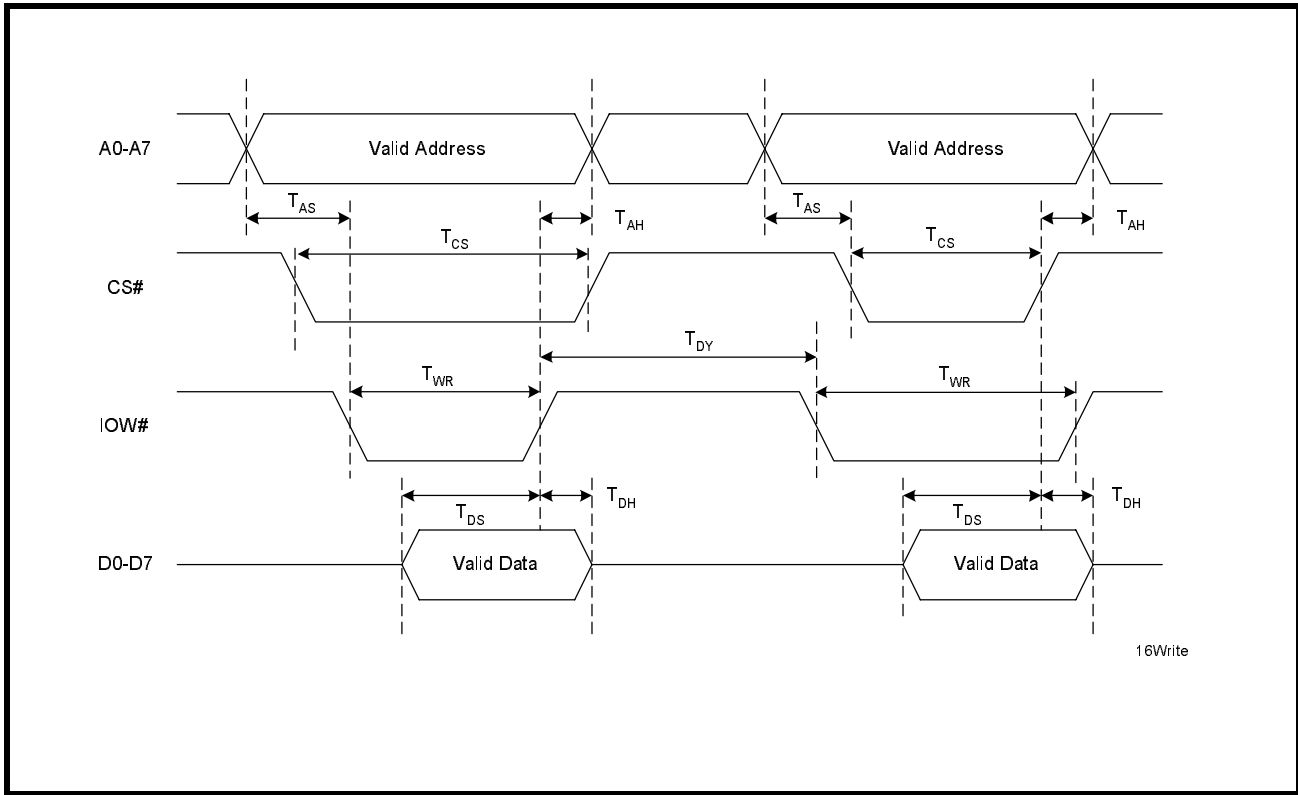 A0-A7
Valid Address
Valid Address
TAS
TAH
TAS
TAH
TCS
TCS
CS#
TDY
TWR
TWR
IOW#
TDS
TDH
TDS
TDH
D0-D7
Valid Data
Valid Data
16Write